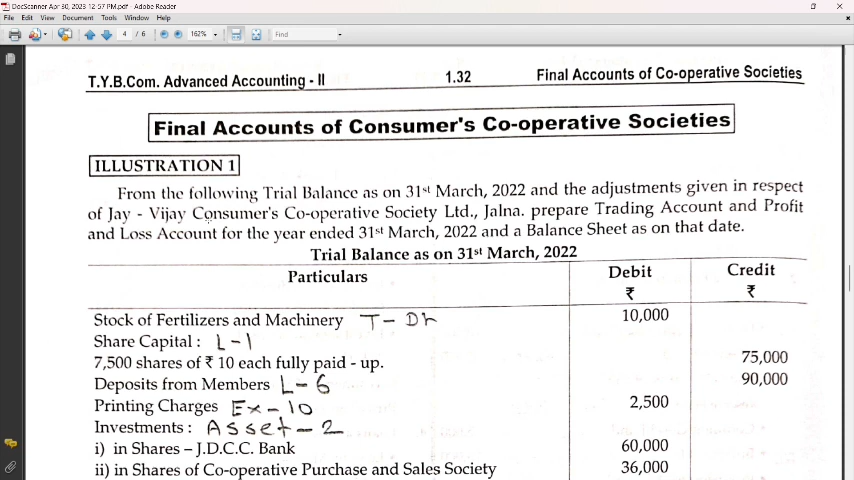 DocScanner Apr 30, 2023 12-57 PM.pdf - Adobe Reader
File Edit View Document Tools Window Help
4 / 6 162% Find
T.Y.B.Com. Advanced Accounting - II 1.32 Final Accounts of Co-operative Societies
Final Accounts of Consumer's Co-operative Societies
ILLUSTRATION 1
From the following Trial Balance as on 31st March, 2022 and the adjustments given in respect
of Jay - Vijay Consumer's Co-operative Society Ltd., Jalna. prepare Trading Account and Profit
and Loss Account for the year ended 31st March, 2022 and a Balance Sheet as on that date.
Trial Balance as on 31st March, 2022
Particulars Debit ₹ Credit ₹
Stock of Fertilizers and Machinery T - Dr 10,000
Share Capital : L - 1
7,500 shares of ₹ 10 each fully paid - up. 75,000
Deposits from Members L - 6 90,000
Printing Charges Ex - 10 2,500
Investments : Asset - 2
i) in Shares – J.D.C.C. Bank 60,000
ii) in Shares of Co-operative Purchase and Sales Society 36,000